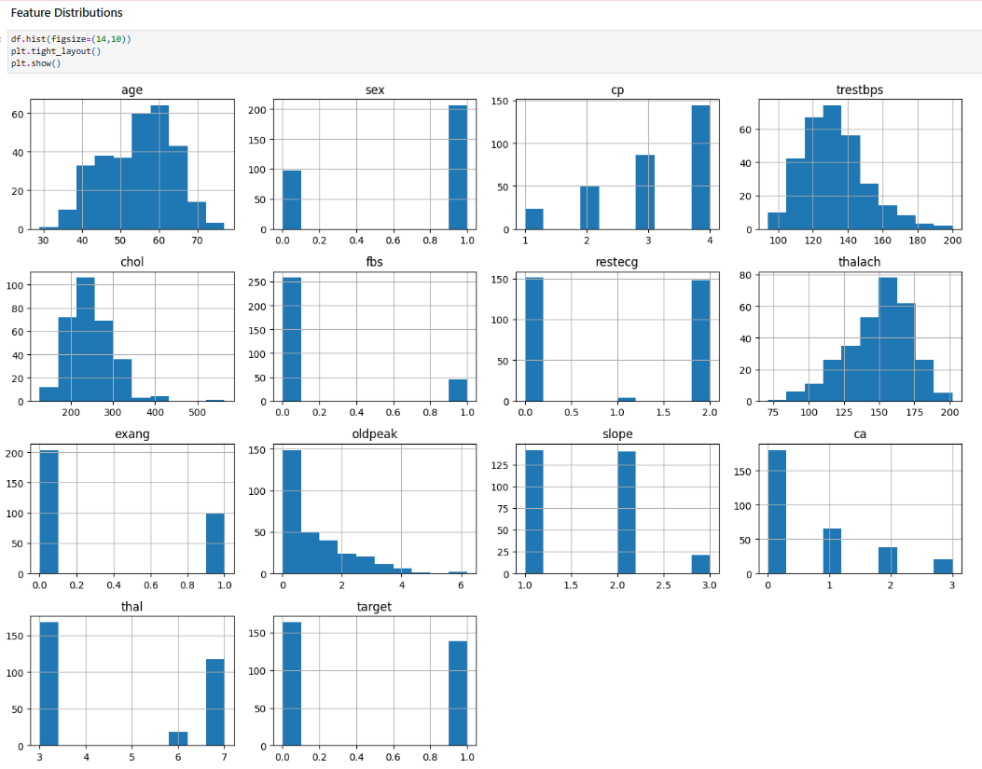 Feature Distributions
df.hist(figsize=(14,10))
plt.tight_layout()
plt.show()
age
sex
cp
trestbps
60
40
20
0
30 40 50 60 70
200
150
100
50
0
0.0 0.2 0.4 0.6 0.8 1.0
150
100
50
0
1 2 3 4
60
40
20
0
100 120 140 160 180 200
chol
fbs
restecg
thalach
100
80
60
40
20
0
200 300 400 500
250
200
150
100
50
0
0.0 0.2 0.4 0.6 0.8 1.0
150
100
50
0
0.0 0.5 1.0 1.5 2.0
80
60
40
20
0
75 100 125 150 175 200
exang
oldpeak
slope
ca
200
150
100
50
0
0.0 0.2 0.4 0.6 0.8 1.0
150
100
50
0
0 2 4 6
125
100
75
50
25
0
1.0 1.5 2.0 2.5 3.0
150
100
50
0
0 1 2 3
thal
target
150
100
50
0
3 4 5 6 7
150
100
50
0
0.0 0.2 0.4 0.6 0.8 1.0